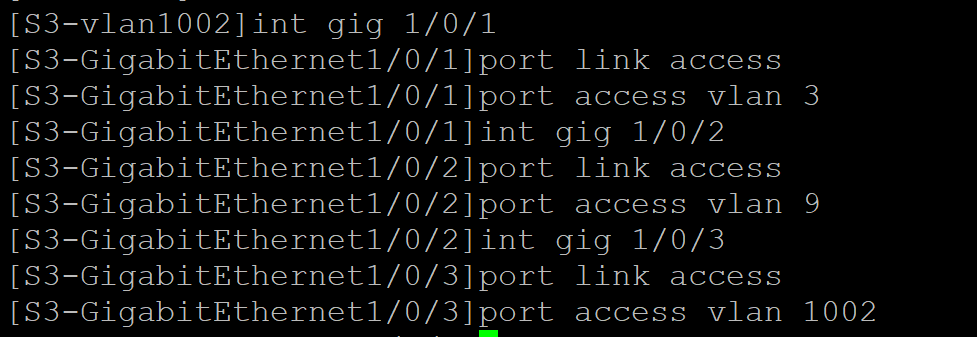 [S3-vlan1002]int gig 1/0/1
[S3-GigabitEthernet1/0/1]port link access
[S3-GigabitEthernet1/0/1]port access vlan 3
[S3-GigabitEthernet1/0/1]int gig 1/0/2
[S3-GigabitEthernet1/0/2]port link access
[S3-GigabitEthernet1/0/2]port access vlan 9
[S3-GigabitEthernet1/0/2]int gig 1/0/3
[S3-GigabitEthernet1/0/3]port link access
[S3-GigabitEthernet1/0/3]port access vlan 1002